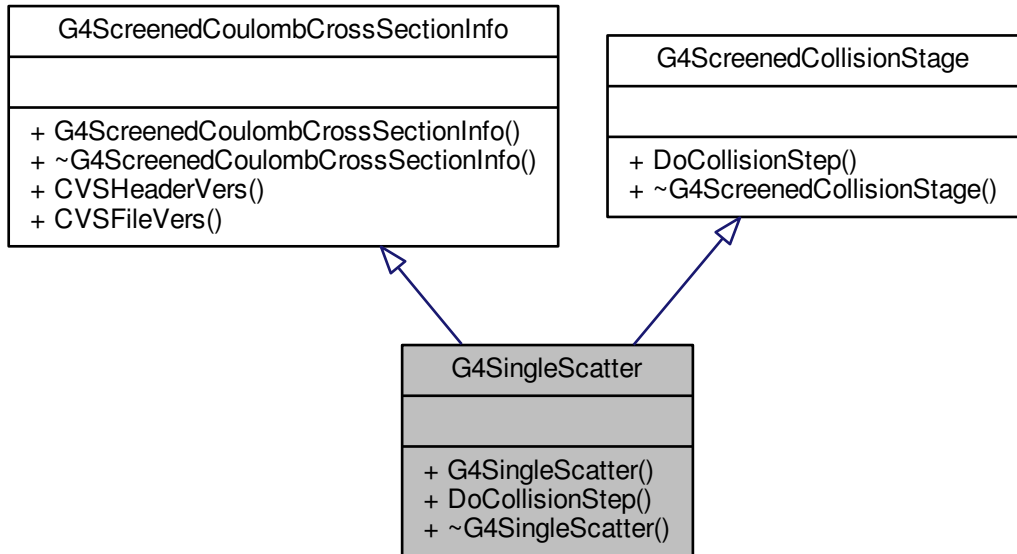 G4ScreenedCoulombCrossSectionInfo
+ G4ScreenedCoulombCrossSectionInfo()
+ ~G4ScreenedCoulombCrossSectionInfo()
+ CVSHeaderVers()
+ CVSFileVers()
G4ScreenedCollisionStage
+ DoCollisionStep()
+ ~G4ScreenedCollisionStage()
G4SingleScatter
+ G4SingleScatter()
+ DoCollisionStep()
+ ~G4SingleScatter()